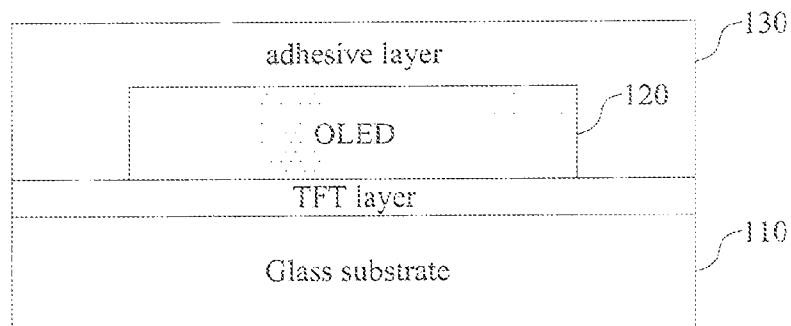 130
adhesive layer
120
OLED
TFT layer
110
Glass substrate